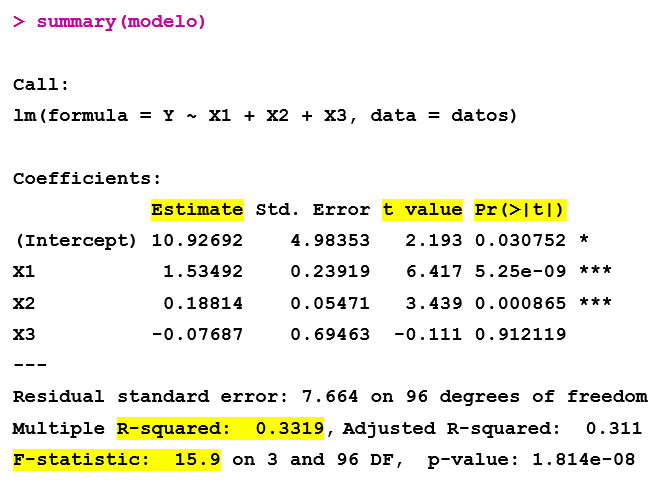 > summary(modelo)
Call:
lm(formula = Y ~ X1 + X2 + X3, data = datos)
Coefficients:
Estimate Std. Error t value Pr(>|t|)
(Intercept) 10.92692 4.98353 2.193 0.030752 *
X1 1.53492 0.23919 6.417 5.25e-09 ***
X2 0.18814 0.05471 3.439 0.000865 ***
X3 -0.07687 0.69463 -0.111 0.912119
---
Residual standard error: 7.664 on 96 degrees of freedom
Multiple R-squared: 0.3319, Adjusted R-squared: 0.311
F-statistic: 15.9 on 3 and 96 DF, p-value: 1.814e-08